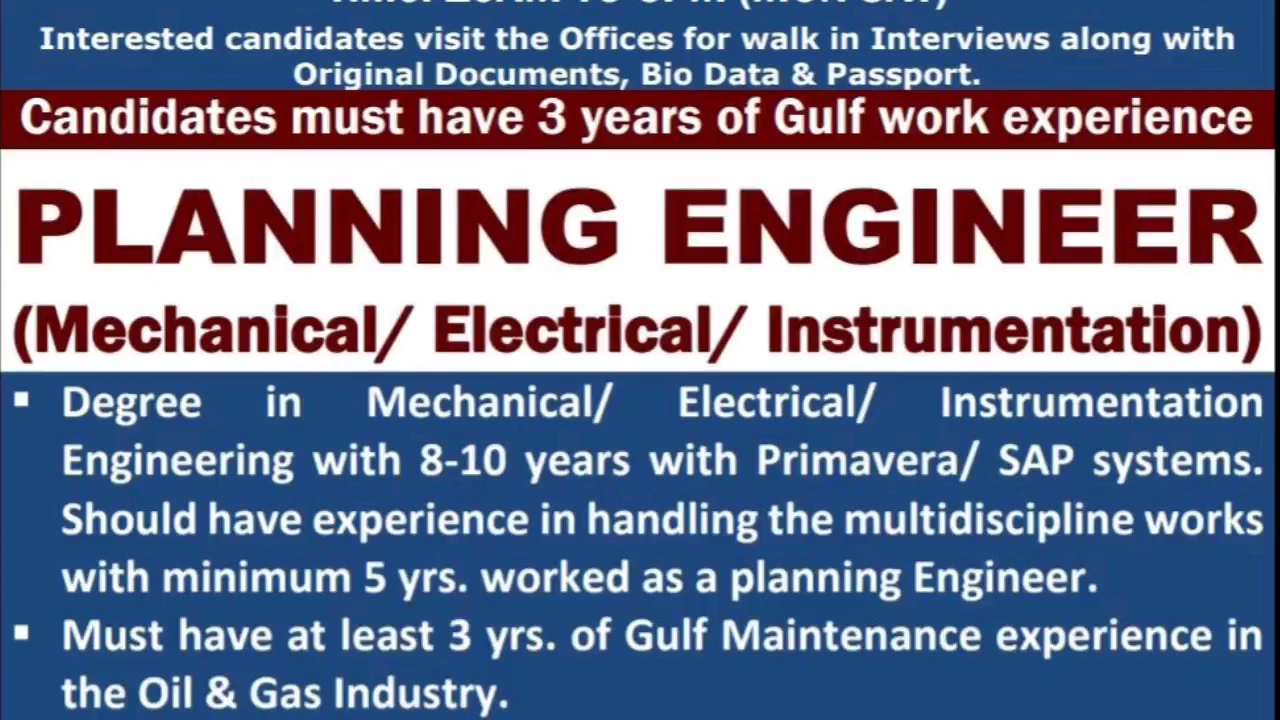 Interested candidates visit the Offices for walk in Interviews along with
Original Documents, Bio Data & Passport.
Candidates must have 3 years of Gulf work experience
PLANNING ENGINEER
(Mechanical/ Electrical/ Instrumentation)
▪ Degree in Mechanical/ Electrical/ Instrumentation
Engineering with 8-10 years with Primavera/ SAP systems.
Should have experience in handling the multidiscipline works
with minimum 5 yrs. worked as a planning Engineer.
▪ Must have at least 3 yrs. of Gulf Maintenance experience in
the Oil & Gas Industry.